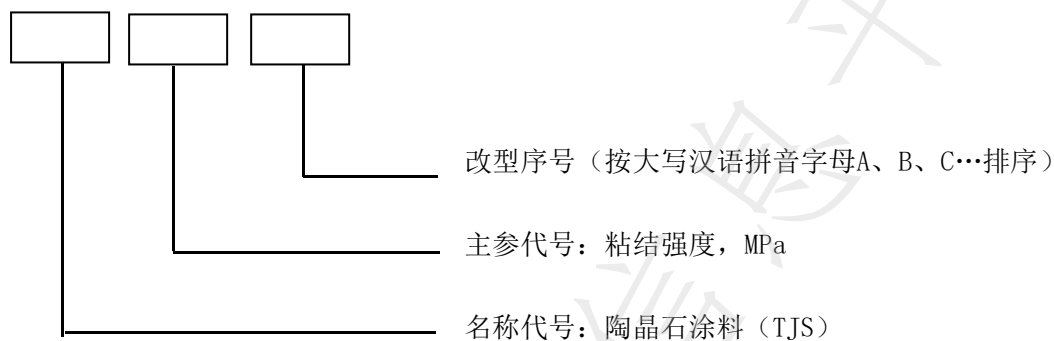 改型序号（按大写汉语拼音字母A、B、C…排序）
主参代号：粘结强度，MPa
名称代号：陶晶石涂料（TJS）